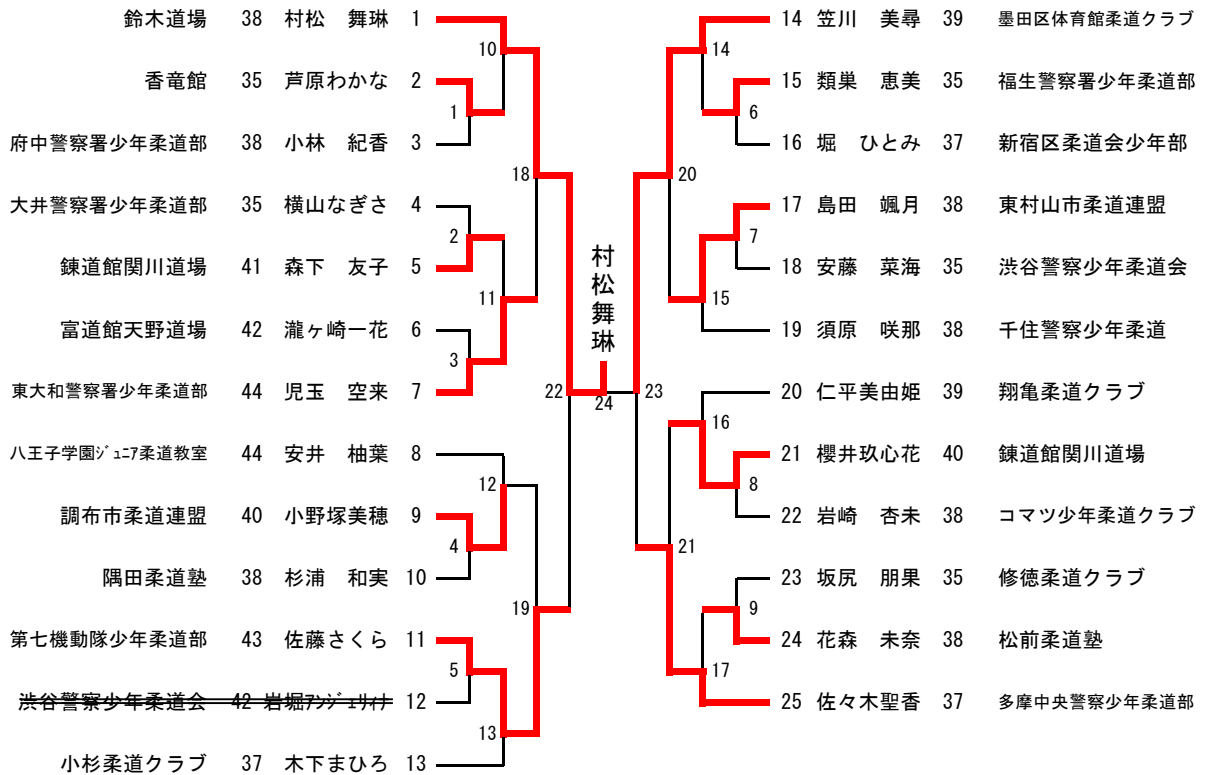 鈴木道場 38 村松 舞琳 1
香竜館 35 芦原わかな 2
府中警察署少年柔道部 38 小林 紀香 3
大井警察署少年柔道部 35 横山なぎさ 4
錬道館関川道場 41 森下 友子 5
富道館天野道場 42 瀧ヶ崎一花 6
東大和警察署少年柔道部 44 児玉 空来 7
八王子学園ジュニア柔道教室 44 安井 柚葉 8
調布市柔道連盟 40 小野塚美穂 9
隅田柔道塾 38 杉浦 和実 10
第七機動隊少年柔道部 43 佐藤さくら 11
渋谷警察少年柔道会 42 岩堀アンジェリィナ 12
小杉柔道クラブ 37 木下まひろ 13
10
1
18
2
11
3
22
12
4
19
5
13
村松舞琳
24
14
6
20
7
15
23
16
8
21
9
17
14 笠川 美尋 39 墨田区体育館柔道クラブ
15 類巣 恵美 35 福生警察署少年柔道部
16 堀 ひとみ 37 新宿区柔道会少年部
17 島田 颯月 38 東村山市柔道連盟
18 安藤 菜海 35 渋谷警察少年柔道会
19 須原 咲那 38 千住警察少年柔道
20 仁平美由姫 39 翔亀柔道クラブ
21 櫻井玖心花 40 錬道館関川道場
22 岩崎 杏未 38 コマツ少年柔道クラブ
23 坂尻 朋果 35 修徳柔道クラブ
24 花森 未奈 38 松前柔道塾
25 佐々木聖香 37 多摩中央警察少年柔道部